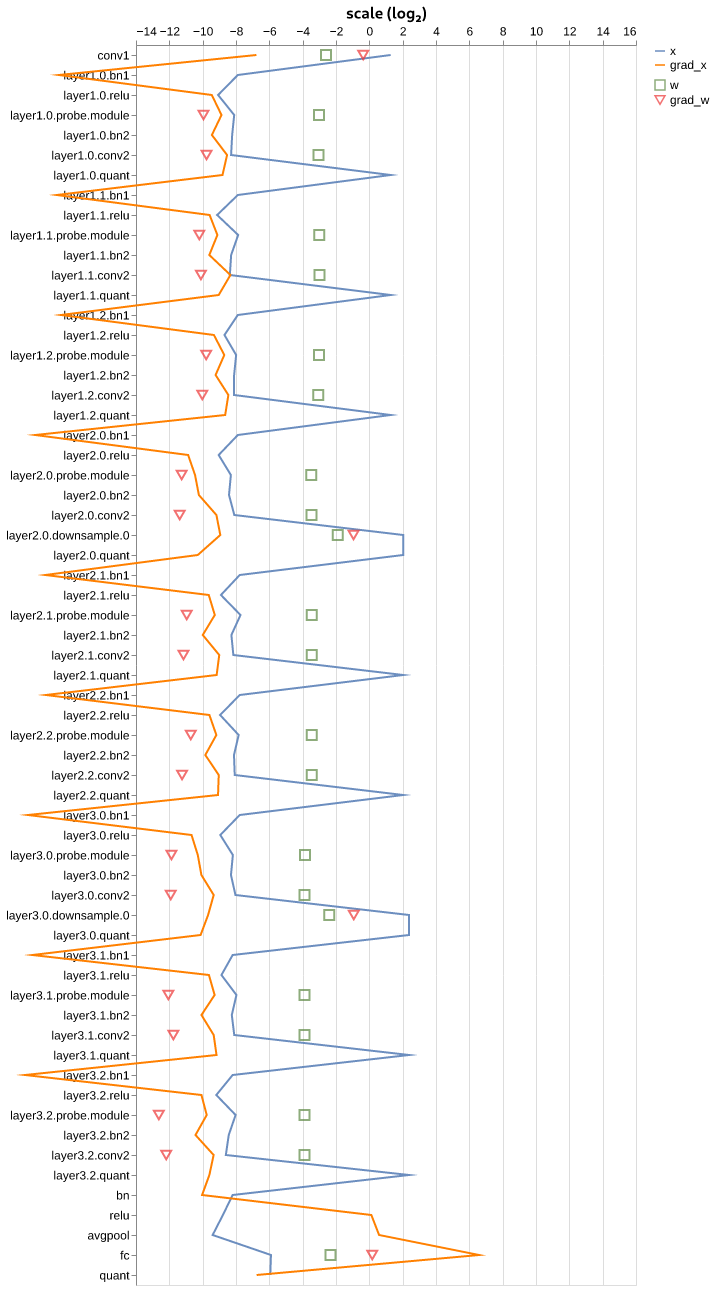 scale (log₂)
−14 −12 −10 −8 −6 −4 −2 0 2 4 6 8 10 12 14 16
x
grad_x
w
grad_w
conv1
layer1.0.bn1
layer1.0.relu
layer1.0.probe.module
layer1.0.bn2
layer1.0.conv2
layer1.0.quant
layer1.1.bn1
layer1.1.relu
layer1.1.probe.module
layer1.1.bn2
layer1.1.conv2
layer1.1.quant
layer1.2.bn1
layer1.2.relu
layer1.2.probe.module
layer1.2.bn2
layer1.2.conv2
layer1.2.quant
layer2.0.bn1
layer2.0.relu
layer2.0.probe.module
layer2.0.bn2
layer2.0.conv2
layer2.0.downsample.0
layer2.0.quant
layer2.1.bn1
layer2.1.relu
layer2.1.probe.module
layer2.1.bn2
layer2.1.conv2
layer2.1.quant
layer2.2.bn1
layer2.2.relu
layer2.2.probe.module
layer2.2.bn2
layer2.2.conv2
layer2.2.quant
layer3.0.bn1
layer3.0.relu
layer3.0.probe.module
layer3.0.bn2
layer3.0.conv2
layer3.0.downsample.0
layer3.0.quant
layer3.1.bn1
layer3.1.relu
layer3.1.probe.module
layer3.1.bn2
layer3.1.conv2
layer3.1.quant
layer3.2.bn1
layer3.2.relu
layer3.2.probe.module
layer3.2.bn2
layer3.2.conv2
layer3.2.quant
bn
relu
avgpool
fc
quant